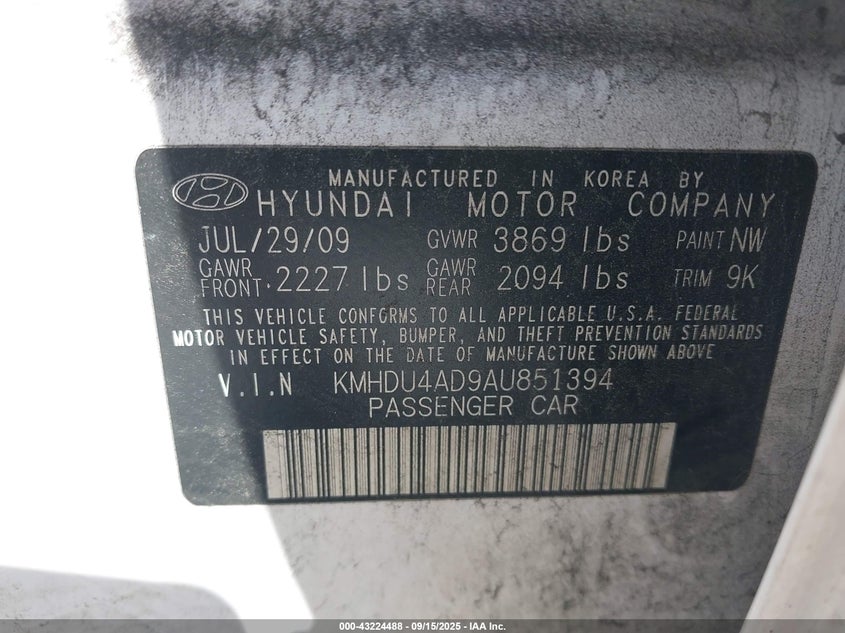 MANUFACTURED IN KOREA BY
HYUNDAI MOTOR COMPANY
JUL/29/09 GVWR 3869 lbs PAINT NW
GAWR FRONT 2227 lbs GAWR REAR 2094 lbs TRIM 9K
THIS VEHICLE CONFORMS TO ALL APPLICABLE U.S.A. FEDERAL
MOTOR VEHICLE SAFETY, BUMPER, AND THEFT PREVENTION STANDARDS
IN EFFECT ON THE DATE OF MANUFACTURE SHOWN ABOVE
V.I.N KMHDU4AD9AU851394
PASSENGER CAR
000-43224488 - 09/15/2025 - IAA Inc.